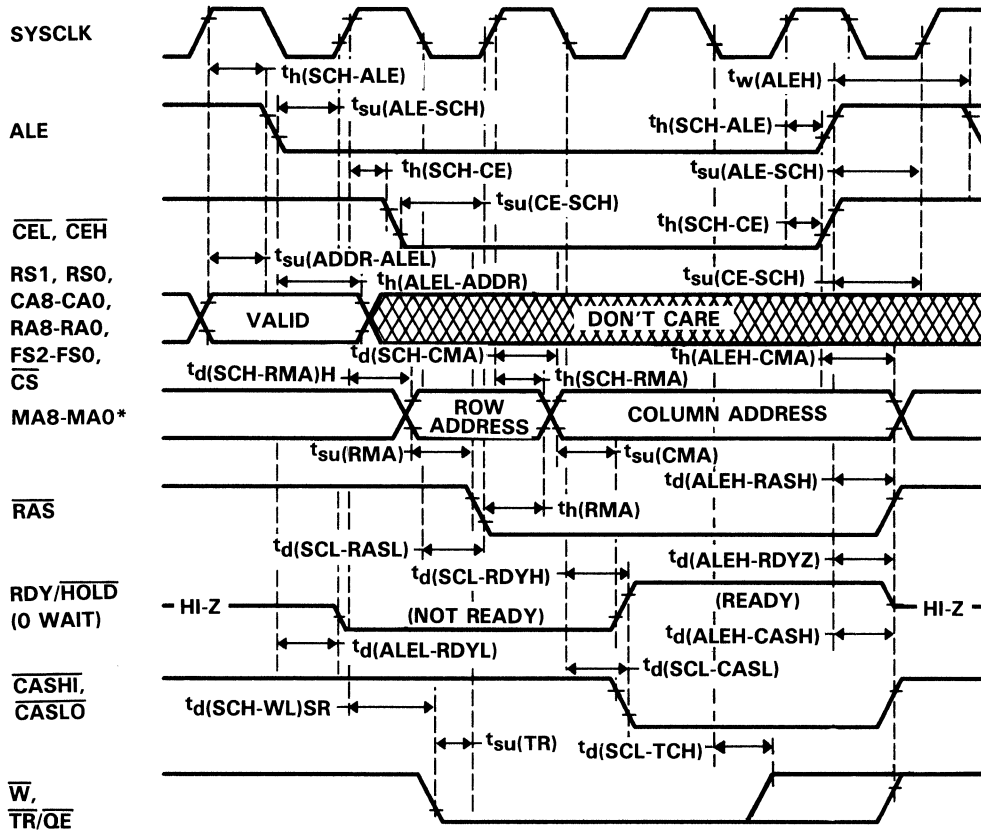 SYSCLK
th(SCH-ALE)
tw(ALEH)
tsu(ALE-SCH)
ALE
th(SCH-ALE)
th(SCH-CE)
tsu(ALE-SCH)
tsu(CE-SCH)
CEL, CEH
th(SCH-CE)
tsu(ADDR-ALEL)
RS1, RS0,
CA8-CA0,
RA8-RA0,
FS2-FS0,
CS
th(ALEL-ADDR)
tsu(CE-SCH)
VALID
DON'T CARE
td(SCH-CMA)
th(ALEH-CMA)
td(SCH-RMA)H
th(SCH-RMA)
MA8-MA0*
ROW
ADDRESS
COLUMN ADDRESS
tsu(RMA)
tsu(CMA)
td(ALEH-RASH)
RAS
th(RMA)
td(SCL-RASL)
td(ALEH-RDYZ)
td(SCL-RDYH)
RDY/HOLD
(0 WAIT)
HI-Z
(NOT READY)
(READY)
HI-Z
td(ALEH-CASH)
td(ALEL-RDYL)
td(SCL-CASL)
CASHI,
CASLO
td(SCH-WL)SR
tsu(TR)
td(SCL-TCH)
W,
TR/QE